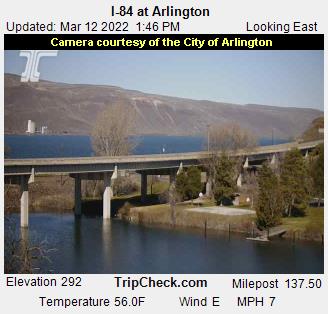 I-84 at Arlington
Updated: Mar 12 2022 1:46 PM Looking East
Camera courtesy of the City of Arlington
Elevation 292 TripCheck.com Milepost 137.50
Temperature 56.0F Wind E MPH 7